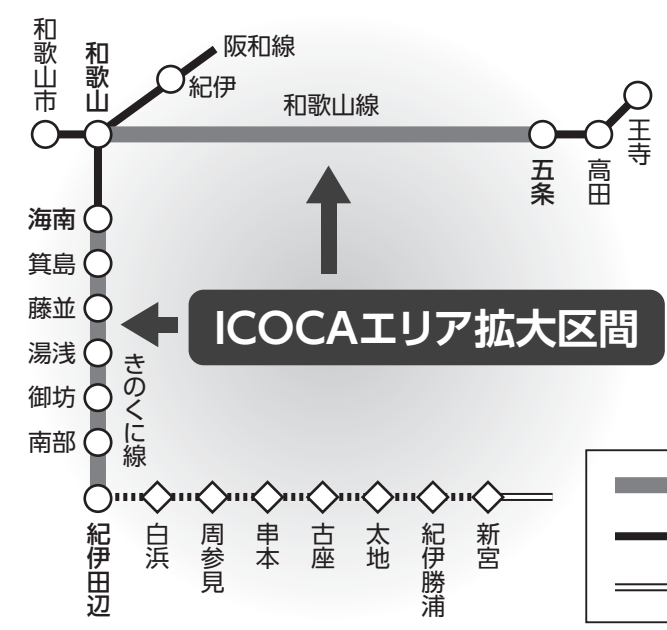 和歌山市
和歌山
阪和線
紀伊
和歌山線
五条
高田
王寺
海南
箕島
藤並
湯浅
御坊
南部
きのくに線
ICOCAエリア拡大区間
紀伊田辺
白浜
周参見
串本
古座
太地
紀伊勝浦
新宮